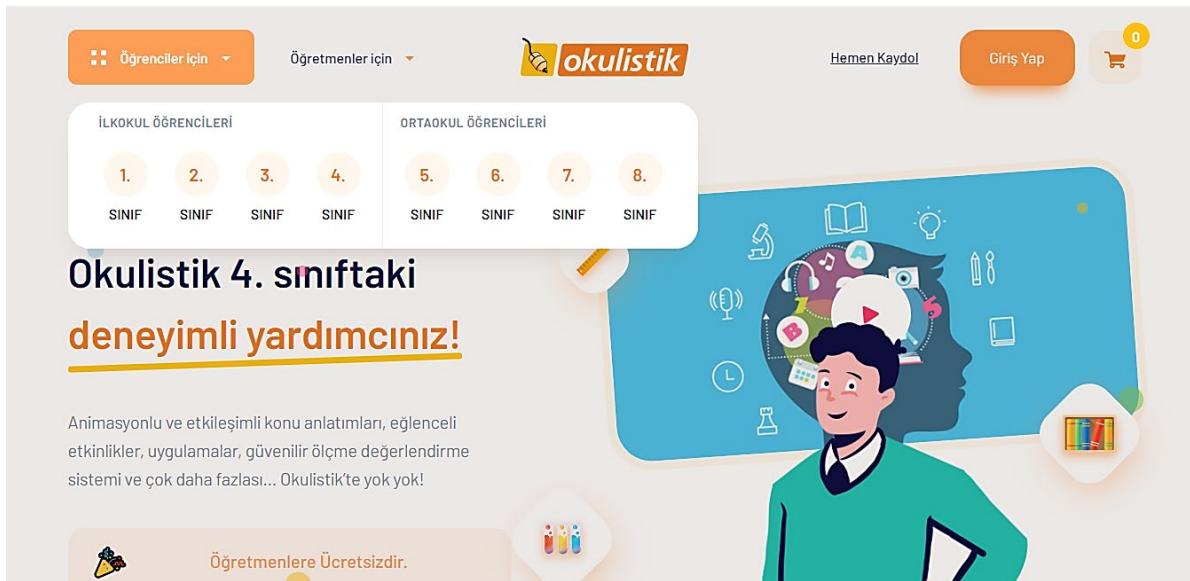 Öğrenciler İçin
Öğretmenler için
okulistik
Hemen Kaydol
Giriş Yap
0
İLKOKUL ÖĞRENCİLERİ
1. 2. 3. 4.
SINIF SINIF SINIF SINIF
ORTAOKUL ÖĞRENCİLERİ
5. 6. 7. 8.
SINIF SINIF SINIF SINIF
Okulistik 4. sınıftaki
deneyimli yardımcınız!
Animasyonlu ve etkileşimli konu anlatımları, eğlenceli
etkinlikler, uygulamalar, güvenilir ölçme değerlendirme
sistemi ve çok daha fazlası... Okulistik'te yok yok!
Öğretmenlere Ücretsizdir.
A
B
1
6